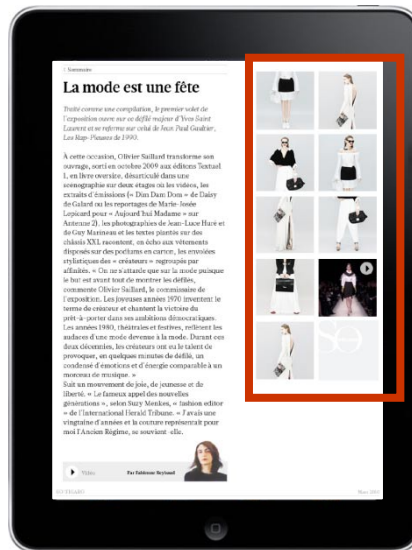 Sommaire
La mode est une fête
Traité comme une compilation, le premier volet de
l'exposition ouvre sur ce défilé majeur d'Yves Saint
Laurent et se referme sur celui de Jean Paul Gaultier,
Les Rap-Pieuses de 1990.
À cette occasion, Olivier Saillard transforme son
ouvrage, sorti en octobre 2009 aux éditions Textuel
1, en livre oversize, désarticulé dans une
scénographie sur deux étages où les vidéos, les
extraits d'émissions (« Dim Dam Dom » de Daisy
de Galard ou les reportages de Marie-Josée
Lepicard pour « Aujourd'hui Madame » sur
Antenne 2), les photographies de Jean-Luce Huré et
de Guy Marineau et les textes plantés sur des
châssis XXL racontent, en écho aux vêtements
disposés sur des podiums en carton, les envolées
stylistiques des « créateurs » regroupés par
affinités. « On ne s'attarde que sur la mode puisque
le but est avant tout de montrer les défilés,
commente Olivier Saillard, le commissaire de
l'exposition. Les joyeuses années 1970 inventent le
terme de créateur et chantent la victoire du
prêt-à-porter dans ses ambitions démocratiques.
Les années 1980, théâtrales et festives, reflètent les
audaces d'une mode devenue à la mode. Durant ces
deux décennies, les créateurs ont eu le talent de
provoquer, en quelques minutes de défilé, un
condensé d'émotions et d'énergie comparable à un
morceau de musique. »
Suit un mouvement de joie, de jeunesse et de
liberté. « Le fameux appel des nouvelles
générations », selon Suzy Menkes, « fashion editor
» de l'International Herald Tribune. « J'avais une
vingtaine d'années et la couture représentait pour
moi l'Ancien Régime, se souvient-elle.
Vidéo
Par Fabienne Reybaud
Mars 2010